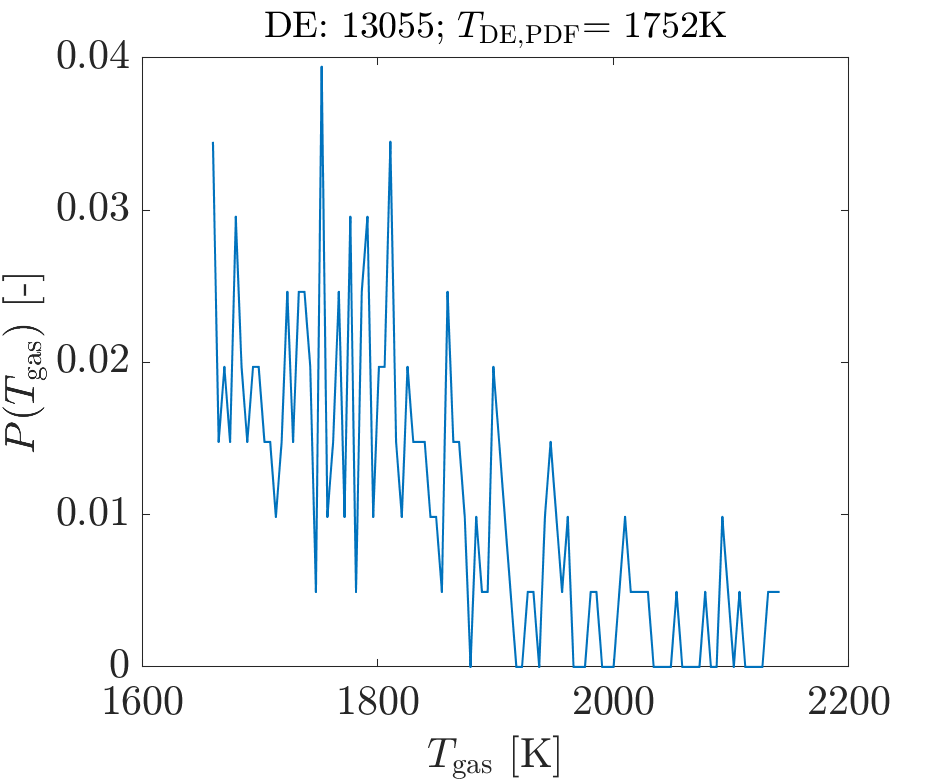 DE: 13055; T_DE,PDF= 1752K
0.04
0.03
0.02
0.01
0
P(T_gas) [-]
1600 1800 2000 2200
T_gas [K]